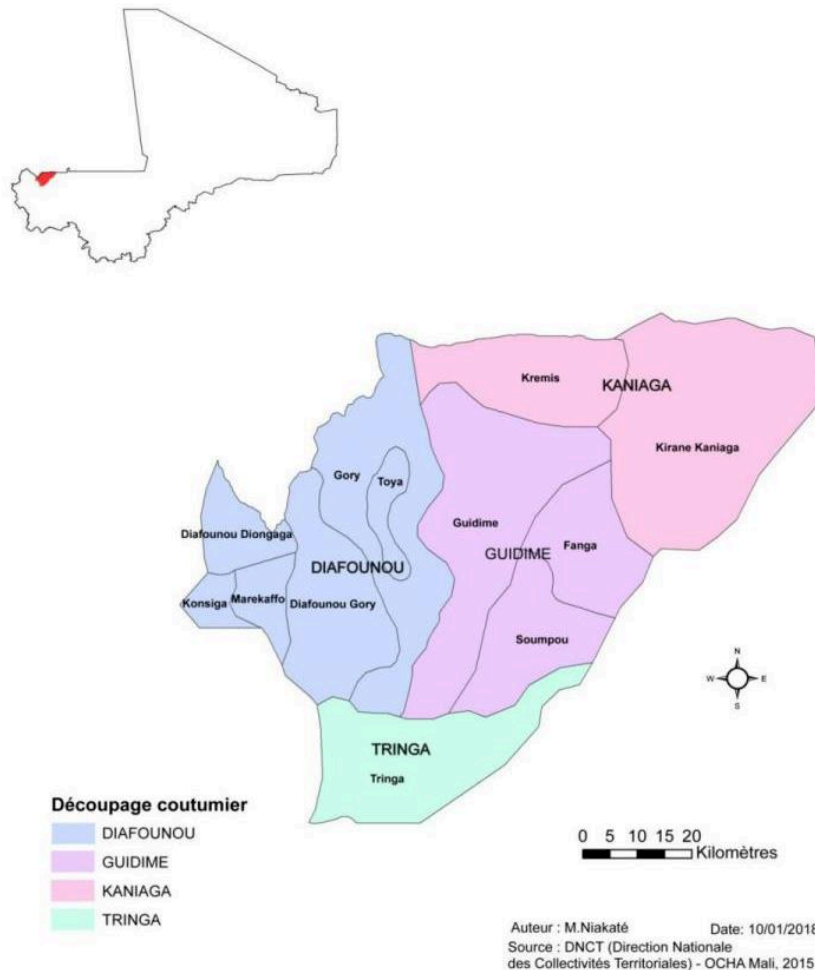 Kremis
KANIAGA
Kirane Kaniaga
Gory
Toya
Guidime
Diafounou Diongaga
Fanga
GUIDIME
DIAFOUNOU
Konsiga
Marekaffo
Diafounou Gory
Soumpou
N
W
E
S
TRINGA
Tringa
Découpage coutumier
DIAFOUNOU
GUIDIME
KANIAGA
TRINGA
0 5 10 15 20
Kilomètres
Auteur : M.Niakaté Date: 10/01/2018
Source : DNCT (Direction Nationale
des Collectivités Territoriales) - OCHA Mali, 2015